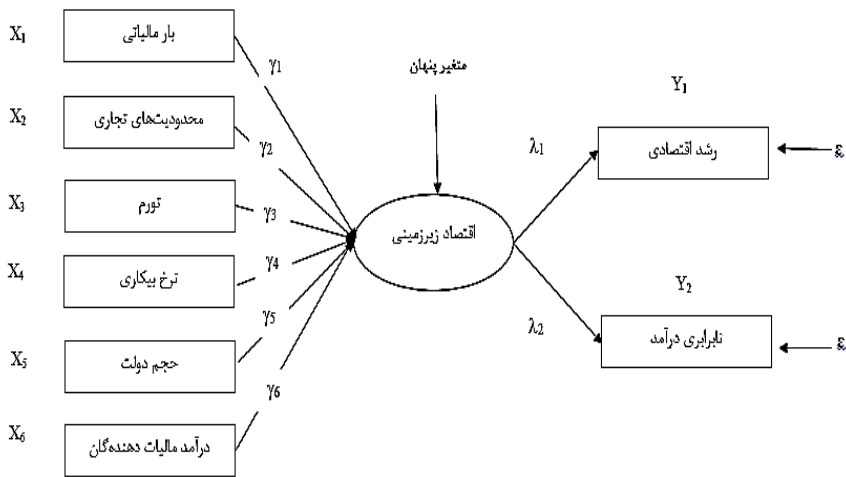 X1
بار مالیاتی
γ1
X2
محدودیت‌های تجاری
γ2
X3
تورم
γ3
X4
نرخ بیکاری
γ4
X5
حجم دولت
γ5
X6
درآمد مالیات دهنده‌گان
γ6
متغیر پنهان
اقتصاد زیرزمینی
λ1
Y1
رشد اقتصادی
ε
λ2
Y2
نابرابری درآمد
ε